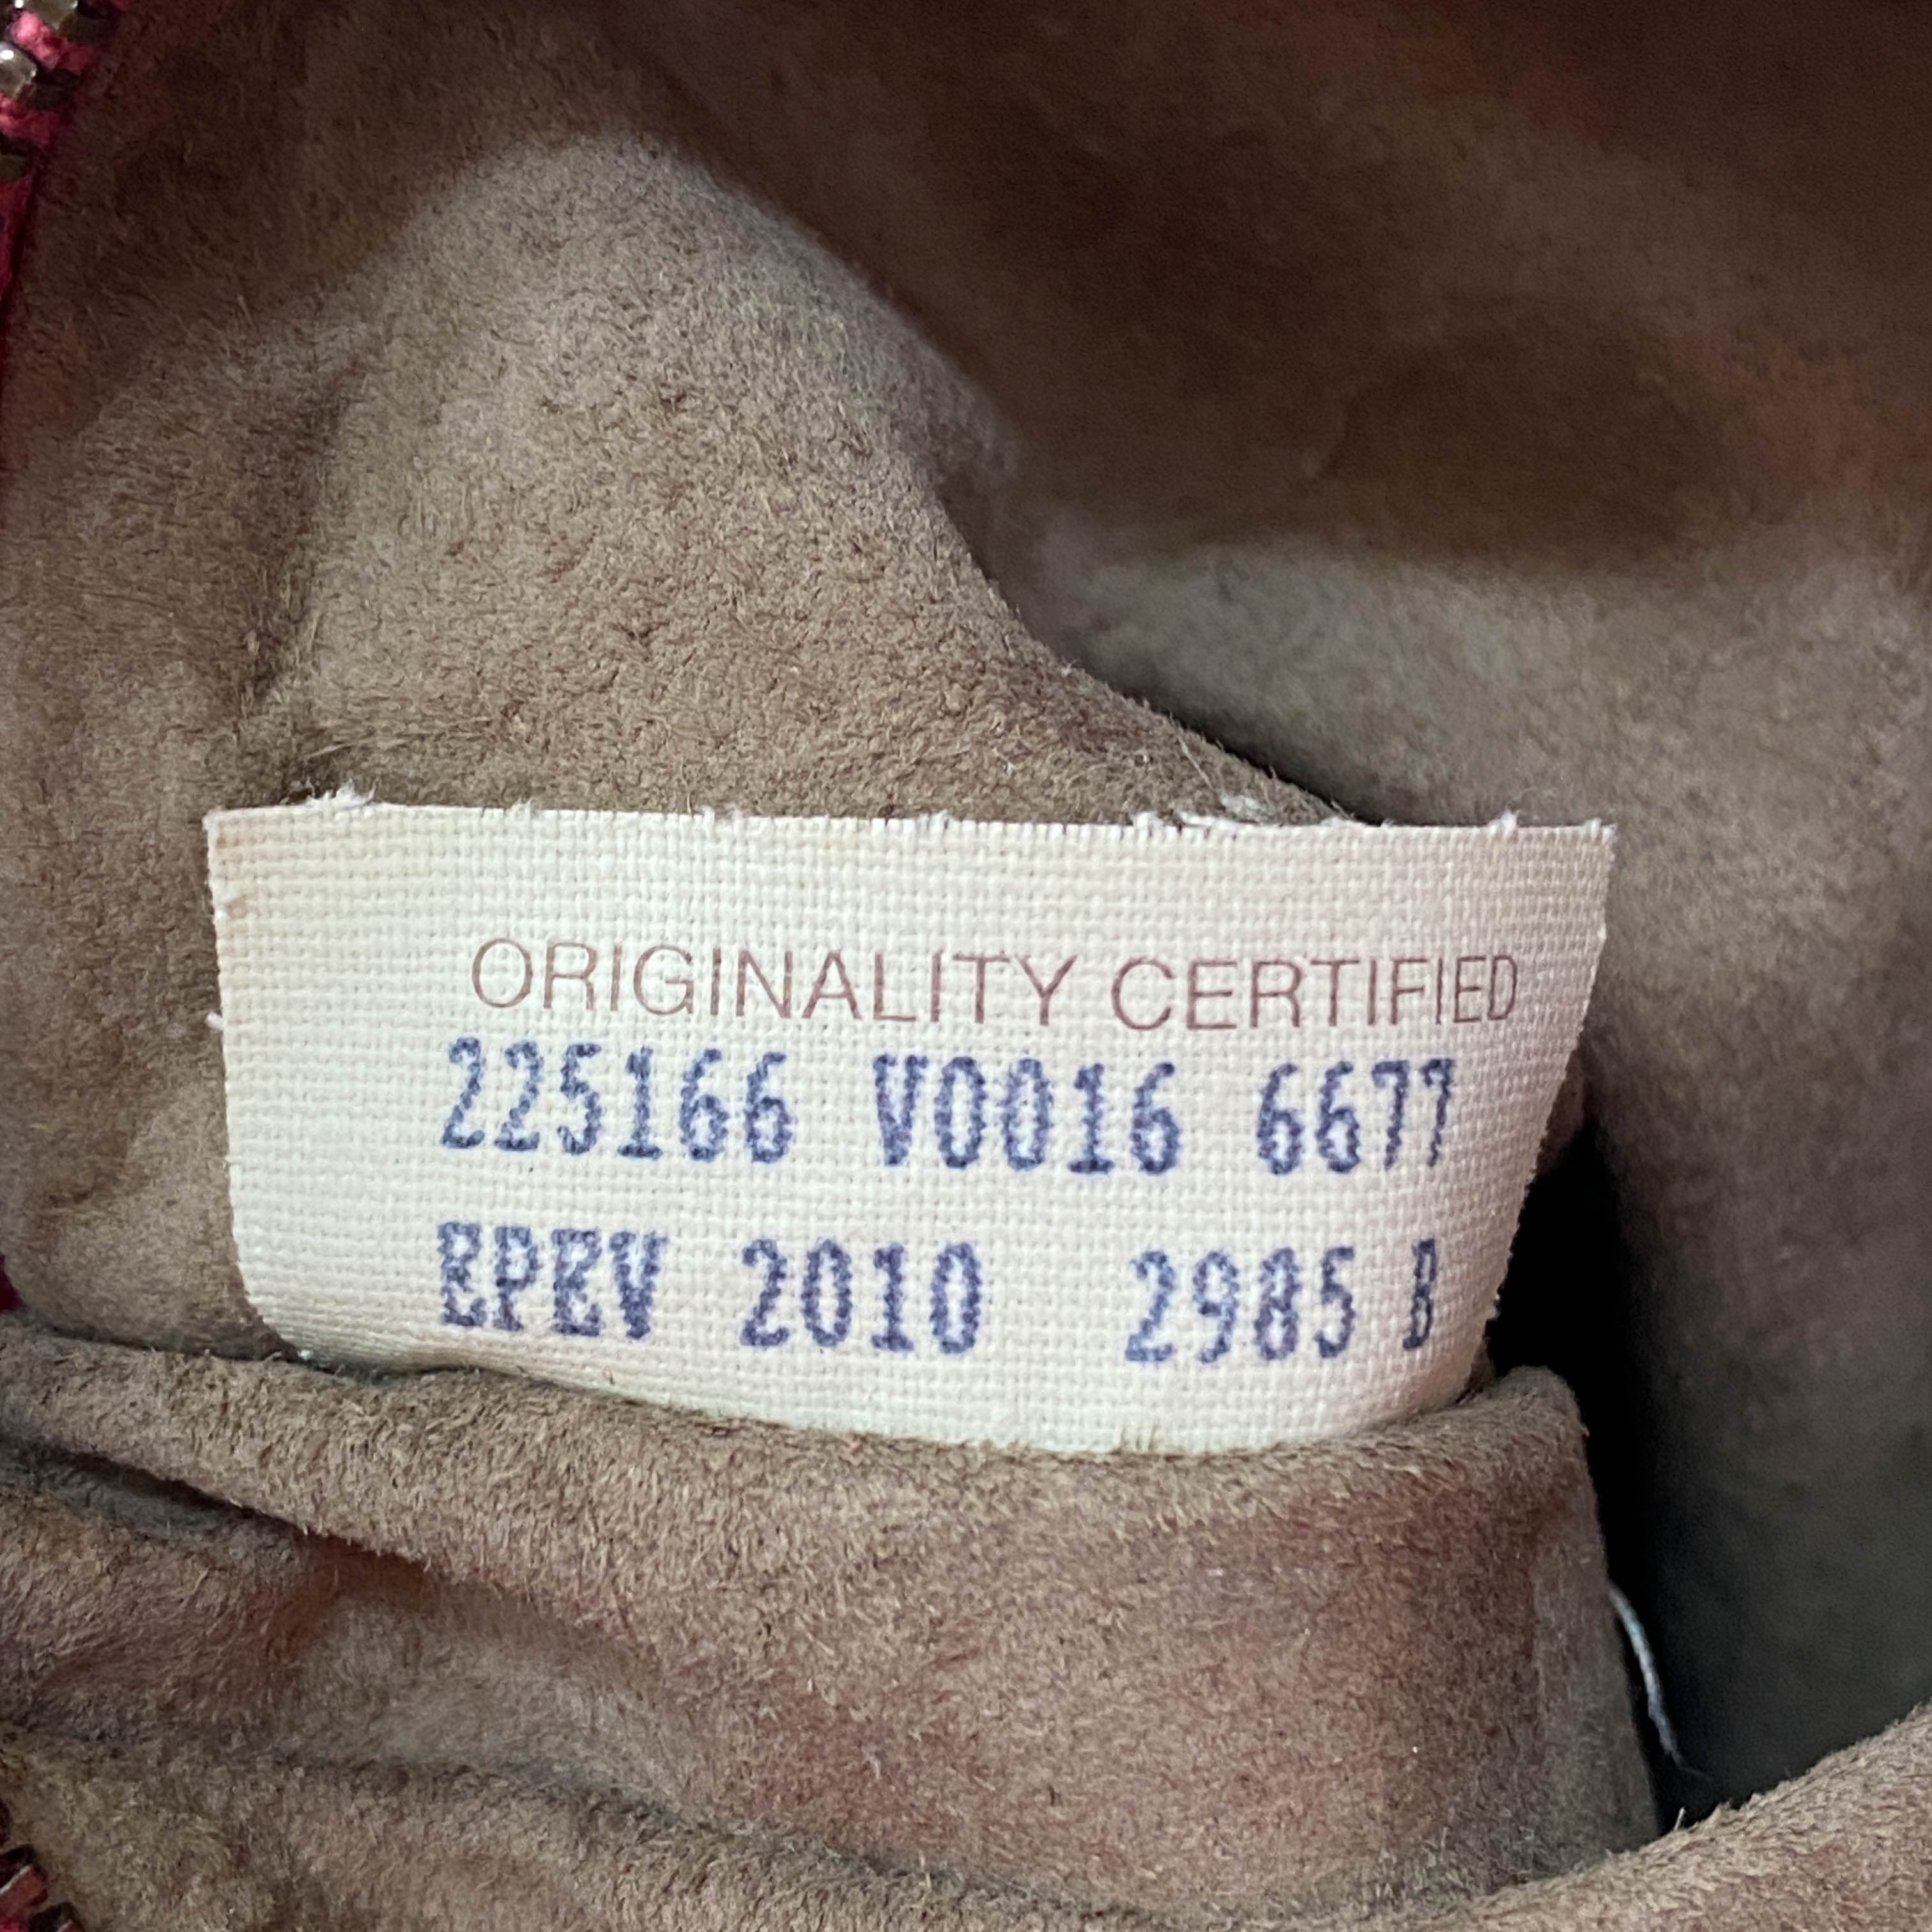 ORIGINALITY CERTIFIED
225166 V0016 6677
EPEV 2010 2985 B